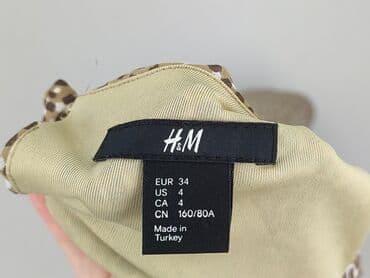 H&M
EUR 34
US 4
CA 4
CN 160/80A
Made in
Turkey